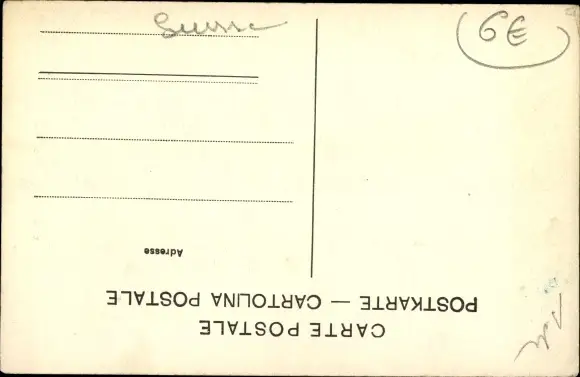 CARTE POSTALE
POSTKARTE — CARTOLINA POSTALE
Adresse
Suisse
6€